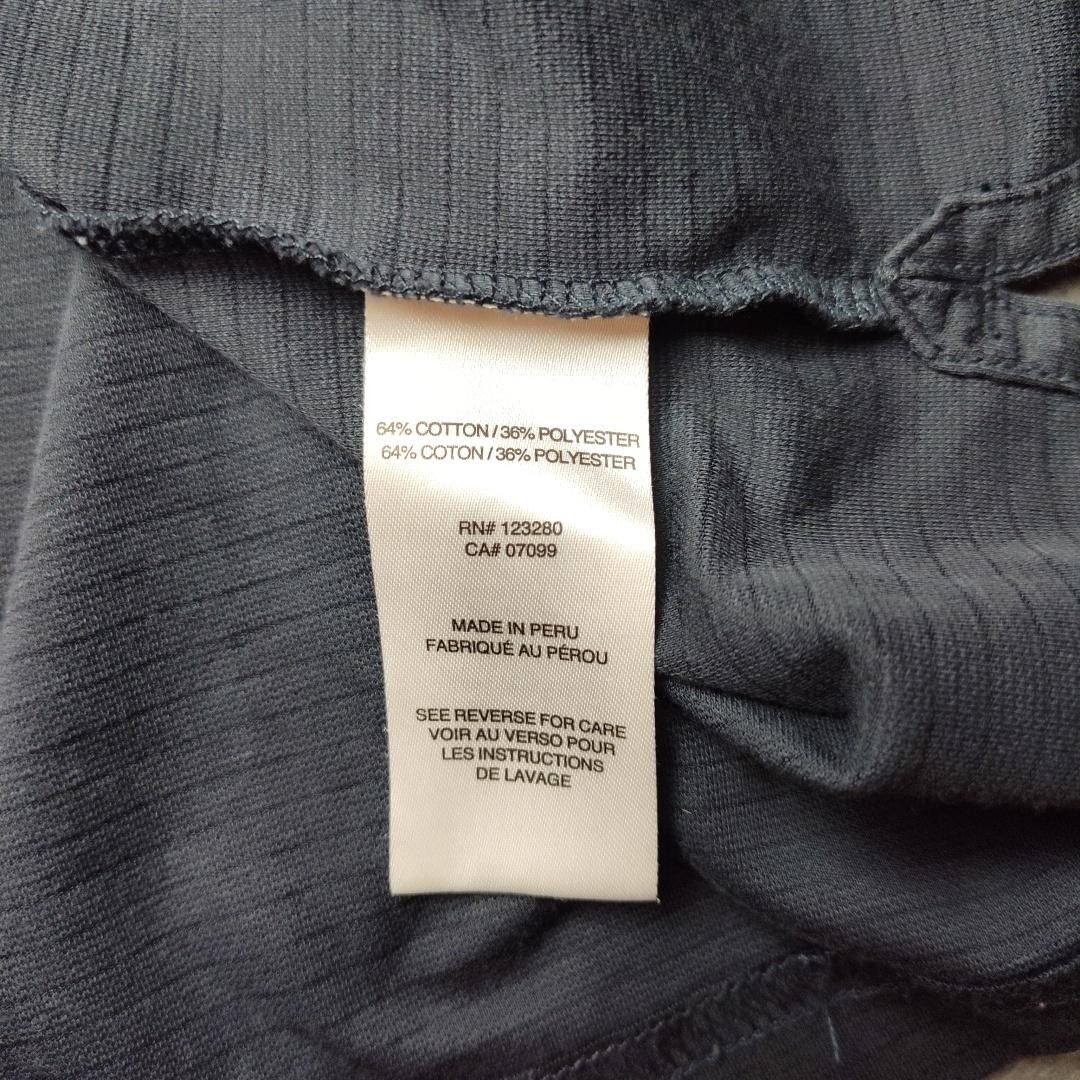 64% COTTON / 36% POLYESTER
64% COTON / 36% POLYESTER
RN# 123280
CA# 07099
MADE IN PERU
FABRIQUÉ AU PÉROU
SEE REVERSE FOR CARE
VOIR AU VERSO POUR
LES INSTRUCTIONS
DE LAVAGE